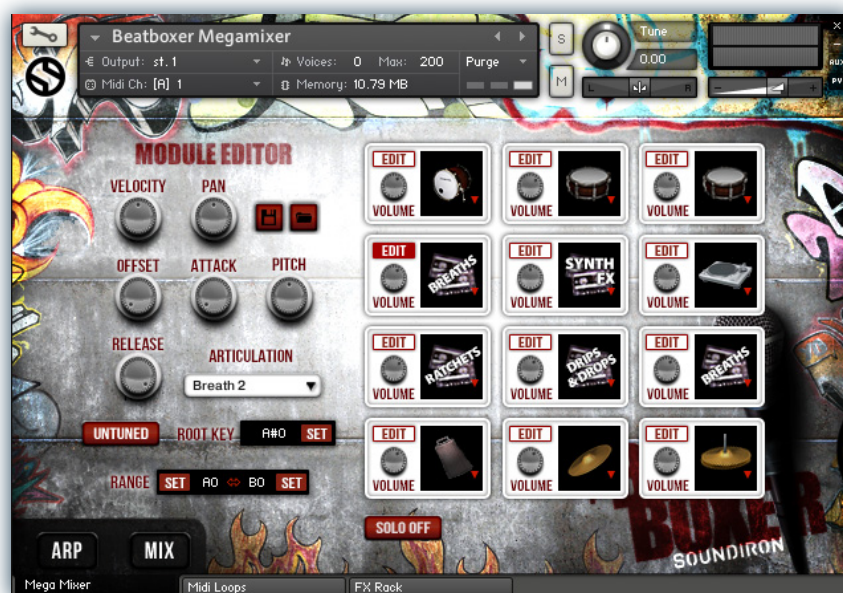 Beatboxer Megamixer
S
Tune
×
Output: st. 1
Voices: 0 Max: 200
Purge
0.00
AUX
Midi Ch: [A] 1
Memory: 10.79 MB
M
L
R
−
+
PV
MODULE EDITOR
VELOCITY
PAN
OFFSET
ATTACK
PITCH
RELEASE
ARTICULATION
Breath 2
UNTUNED
ROOT KEY
A#0
SET
RANGE
SET
A0
B0
SET
EDIT
VOLUME
EDIT
VOLUME
EDIT
VOLUME
EDIT
VOLUME
BREATHS
EDIT
VOLUME
SYNTH
FX
EDIT
VOLUME
EDIT
VOLUME
RATCHETS
EDIT
VOLUME
DRIPS
& DROPS
EDIT
VOLUME
BREATHS
EDIT
VOLUME
EDIT
VOLUME
EDIT
VOLUME
SOLO OFF
BOXER
SOUNDIRON
ARP
MIX
Mega Mixer
Midi Loops
FX Rack